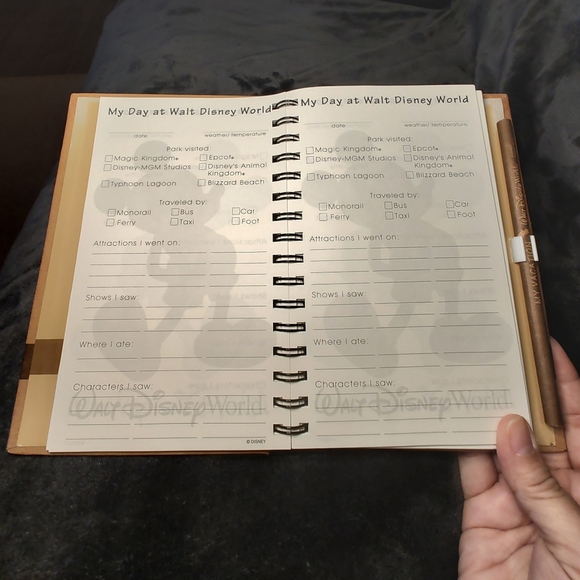 My Day at Walt Disney World
date weather/temperature
Park visited:
Magic Kingdom® Epcot®
Disney-MGM Studios Disney's Animal
Kingdom®
Typhoon Lagoon Blizzard Beach
Traveled by:
Monorail Bus Car
Ferry Taxi Foot
Attractions I went on:
Shows I saw:
Where I ate:
Characters I saw:
Walt Disney World
© DISNEY
My Day at Walt Disney World
date weather/temperature
Park visited:
Magic Kingdom® Epcot®
Disney-MGM Studios Disney's Animal
Kingdom®
Typhoon Lagoon Blizzard Beach
Traveled by:
Monorail Bus Car
Ferry Taxi Foot
Attractions I went on:
Shows I saw:
Where I ate:
Characters I saw:
Walt Disney World